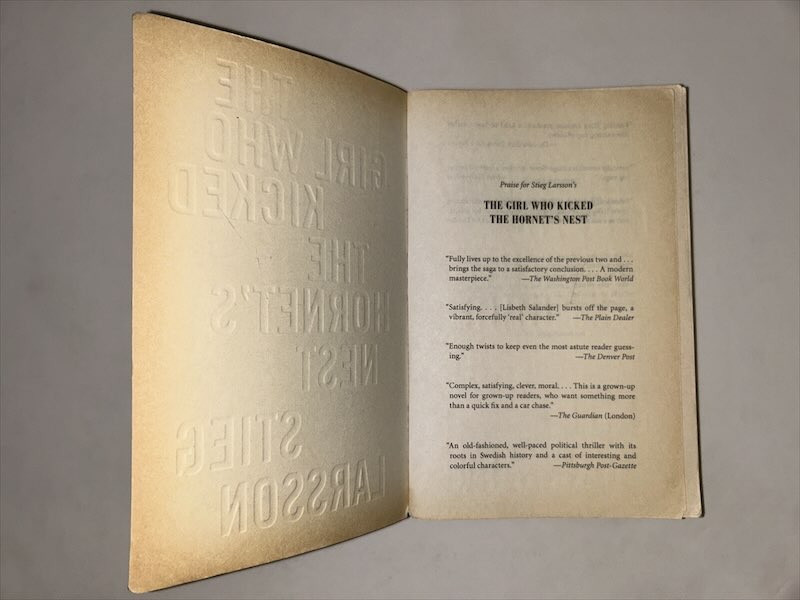 THE
GIRL WHO
KICKED
THE
HORNET'S
NEST
STIEG
LARSSON
Praise for Stieg Larsson's
THE GIRL WHO KICKED
THE HORNET'S NEST
"Fully lives up to the excellence of the previous two and . . .
brings the saga to a satisfactory conclusion. . . . A modern
masterpiece." —The Washington Post Book World
"Satisfying. . . . [Lisbeth Salander] bursts off the page, a
vibrant, forcefully 'real' character." —The Plain Dealer
"Enough twists to keep even the most astute reader guess-
ing." —The Denver Post
"Complex, satisfying, clever, moral. . . . This is a grown-up
novel for grown-up readers, who want something more
than a quick fix and a car chase."
—The Guardian (London)
"An old-fashioned, well-paced political thriller with its
roots in Swedish history and a cast of interesting and
colorful characters." —Pittsburgh Post-Gazette